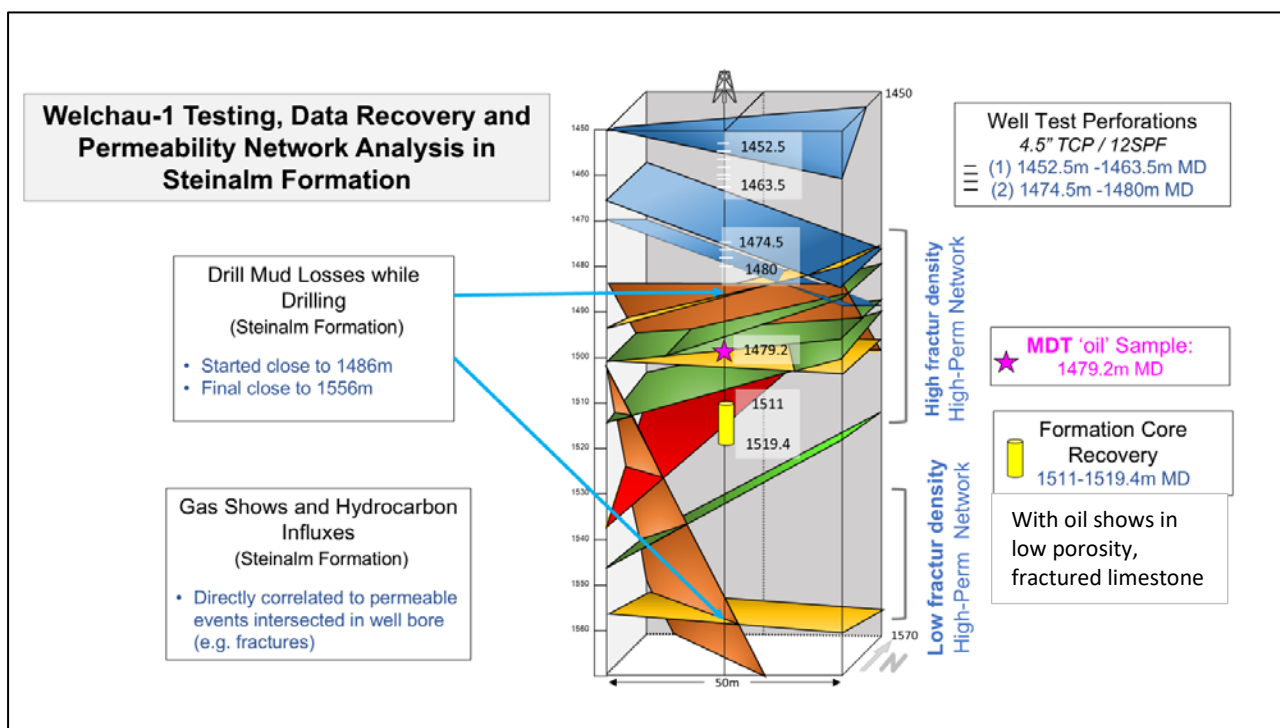 Welchau-1 Testing, Data Recovery and
Permeability Network Analysis in
Steinalm Formation
Drill Mud Losses while
Drilling
(Steinalm Formation)
• Started close to 1486m
• Final close to 1556m
Gas Shows and Hydrocarbon
Influxes
(Steinalm Formation)
• Directly correlated to permeable
events intersected in well bore
(e.g. fractures)
1450
1450
1460
1470
1480
1490
1500
1510
1520
1530
1540
1550
1560
1570
1452.5
1463.5
1474.5
1480
1479.2
1511
1519.4
50m
N
High fractur density
High-Perm Network
Low fractur density
High-Perm Network
Well Test Perforations
4.5” TCP / 12SPF
(1) 1452.5m -1463.5m MD
(2) 1474.5m -1480m MD
MDT ‘oil’ Sample:
1479.2m MD
Formation Core
Recovery
1511-1519.4m MD
With oil shows in
low porosity,
fractured limestone